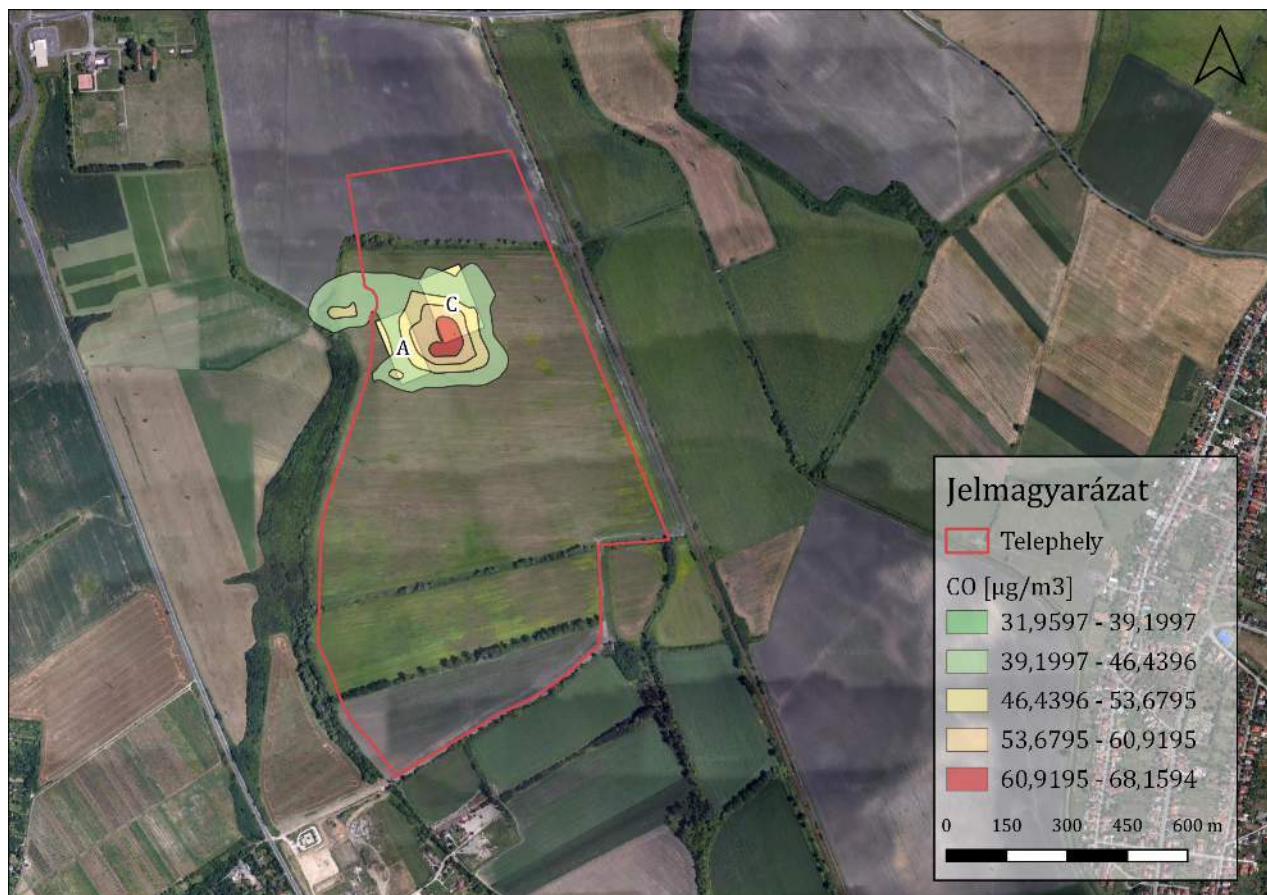 C
A
Jelmagyarázat
Telephely
CO [µg/m3]
31,9597 - 39,1997
39,1997 - 46,4396
46,4396 - 53,6795
53,6795 - 60,9195
60,9195 - 68,1594
0 150 300 450 600 m